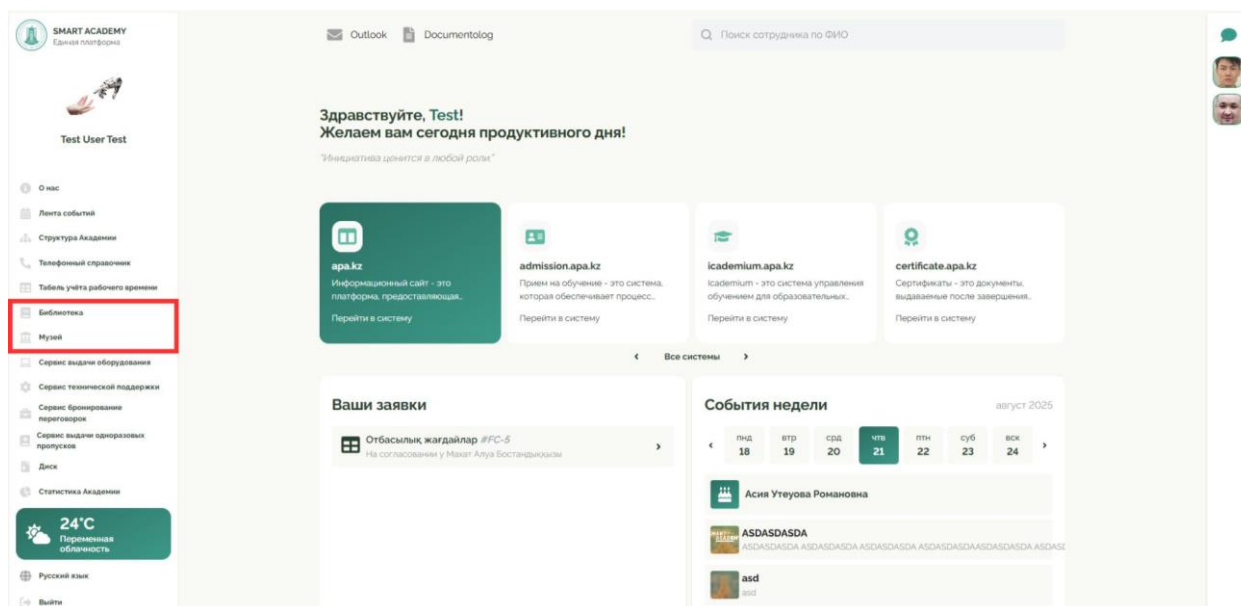 SMART ACADEMY
Единая платформа
Test User Test
О нас
Лента событий
Структура Академии
Телефонный справочник
Табель учёта рабочего времени
Библиотека
Музей
Сервис выдачи оборудования
Сервис технической поддержки
Сервис бронирование
переговорок
Сервис выдачи одноразовых
пропусков
Диск
Статистика Академии
24°C
Переменная
облачность
Русский язык
Выйти
Outlook
Documentolog
Поиск сотрудника по ФИО
Здравствуйте, Test!
Желаем вам сегодня продуктивного дня!
"Инициатива ценится в любой роли"
apa.kz
Информационный сайт - это
платформа, предоставляющая..
Перейти в систему
admission.apa.kz
Прием на обучение - это система,
которая обеспечивает процесс..
Перейти в систему
icademium.apa.kz
Icademium - это система управления
обучением для образовательных..
Перейти в систему
certificate.apa.kz
Сертификаты - это документы,
выдаваемые после завершения..
Перейти в систему
Все системы
Ваши заявки
Отбасылық жағдайлар #FC-5
На согласовании у Махат Алуа
События недели
август 2025
пнд втр срд чтв птн суб вск
18 19 20 21 22 23 24
Асия Утеуова Романовна
ASDASDASDA
ASDASDASDA ASDASDASDA ASDASDASDA ASDASDASDAASDASDASDA ASDASD
asd
asd